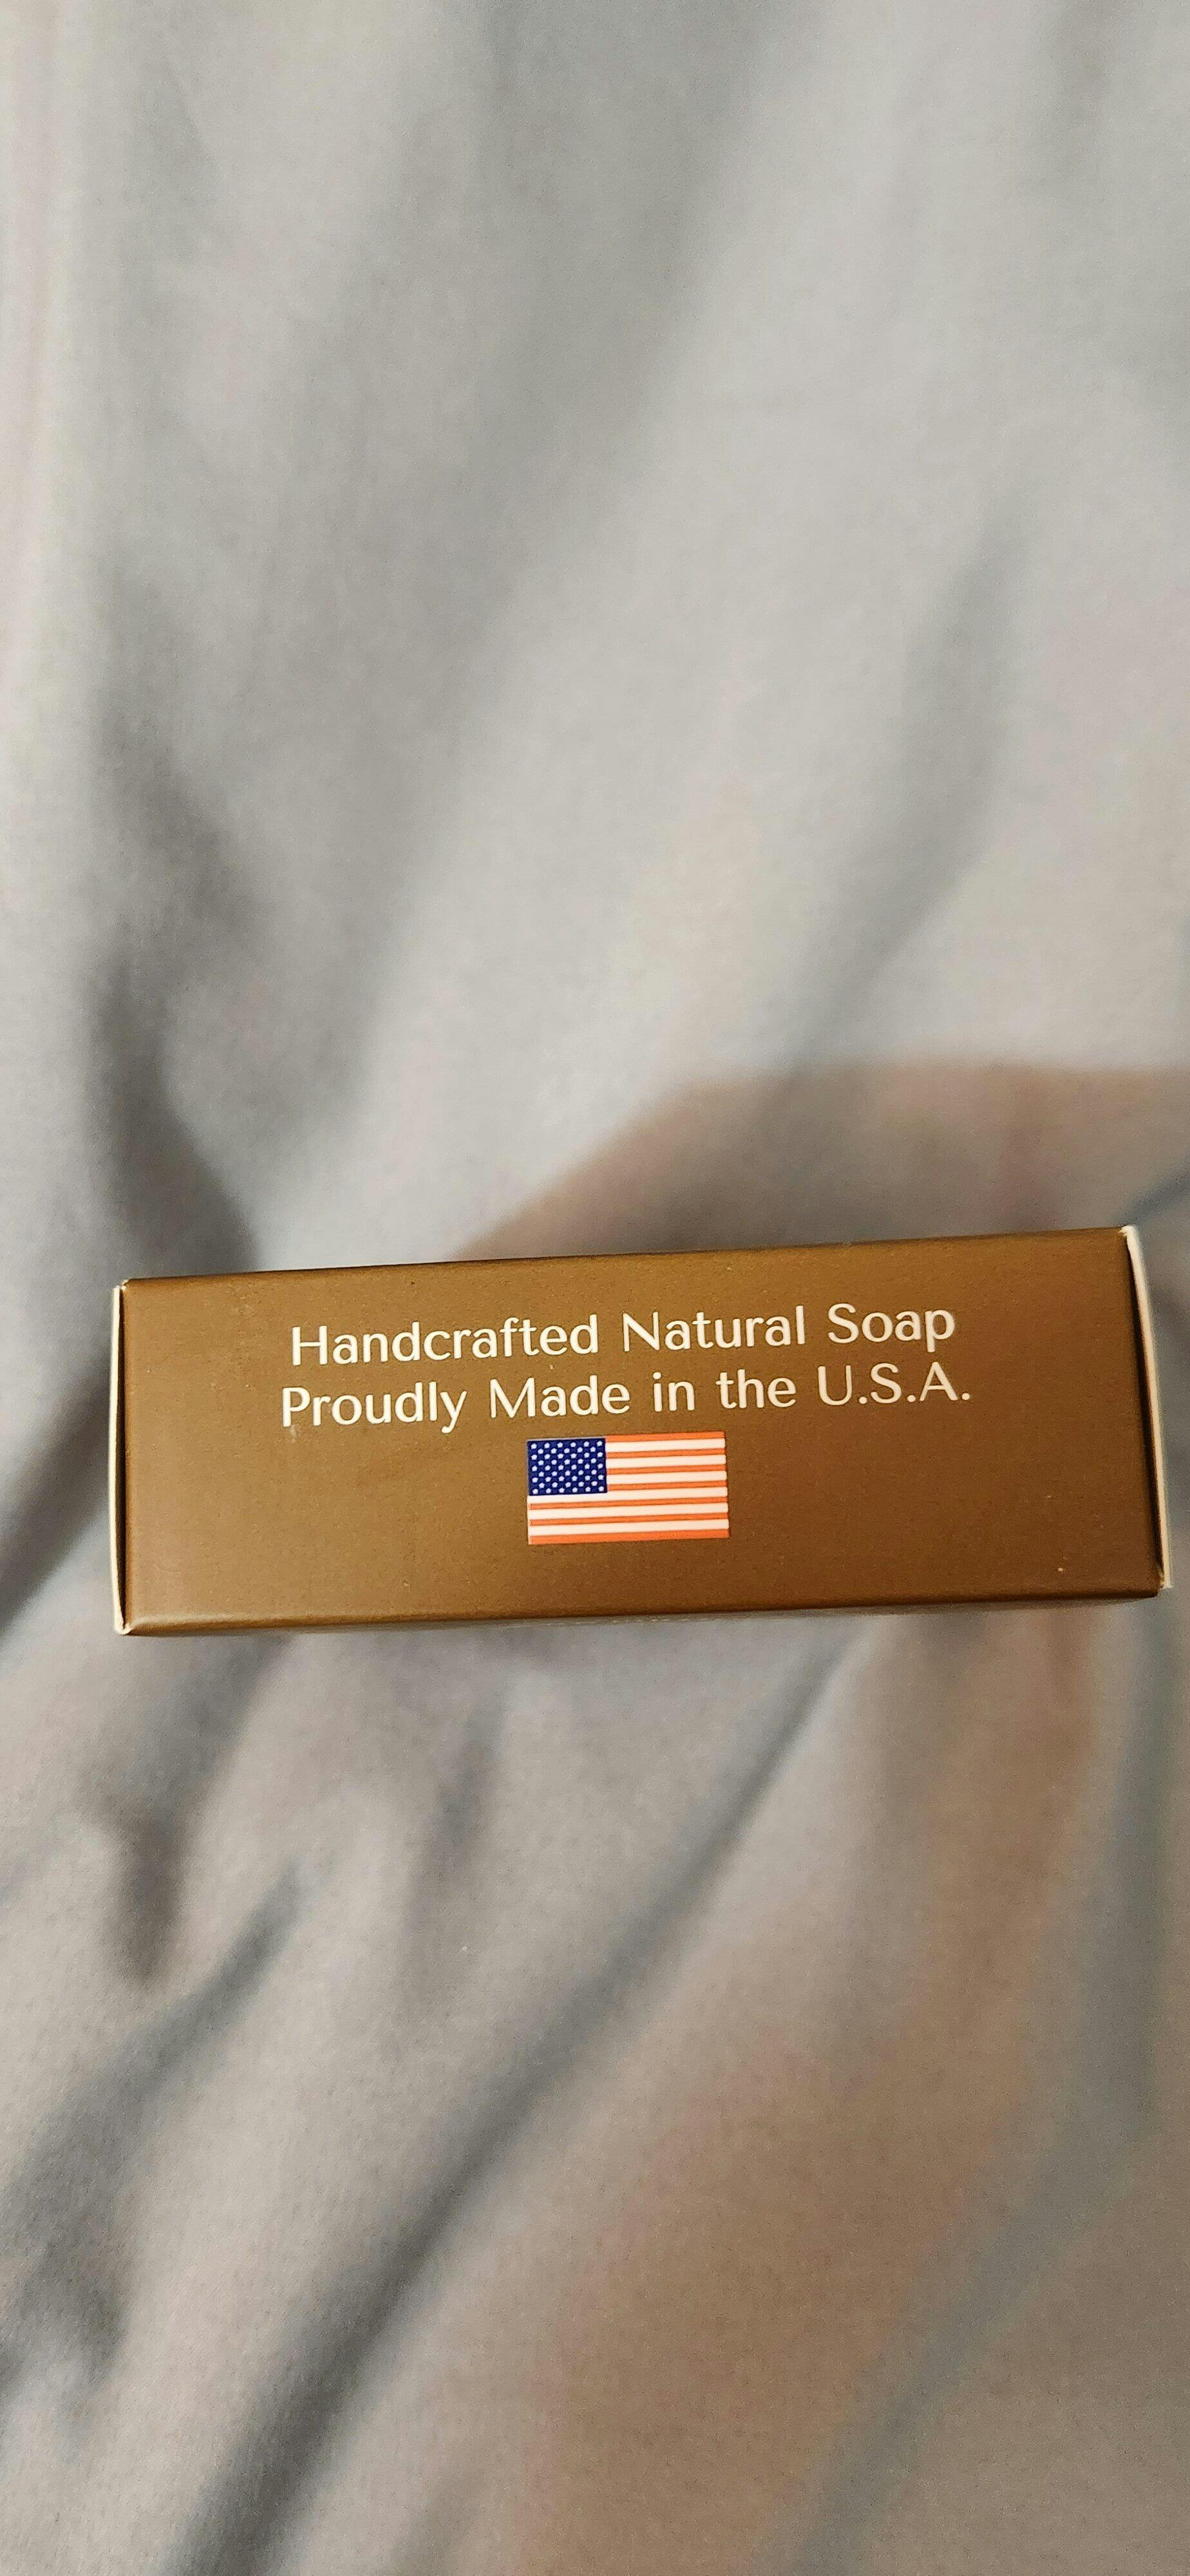 Handcrafted Natural Soap
Proudly Made in the U.S.A.